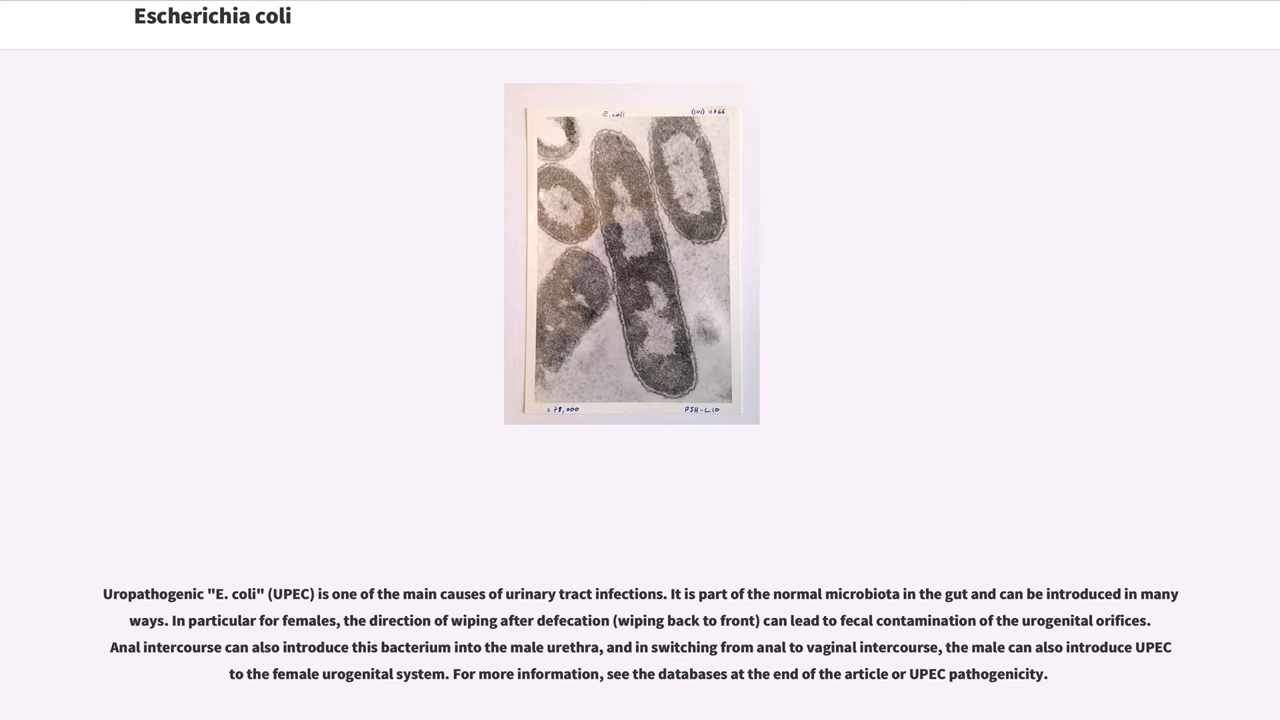 Escherichia coli
E. coli
PJH-L10
Uropathogenic "E. coli" (UPEC) is one of the main causes of urinary tract infections. It is part of the normal microbiota in the gut and can be introduced in many
ways. In particular for females, the direction of wiping after defecation (wiping back to front) can lead to fecal contamination of the urogenital orifices.
Anal intercourse can also introduce this bacterium into the male urethra, and in switching from anal to vaginal intercourse, the male can also introduce UPEC
to the female urogenital system. For more information, see the databases at the end of the article or UPEC pathogenicity.